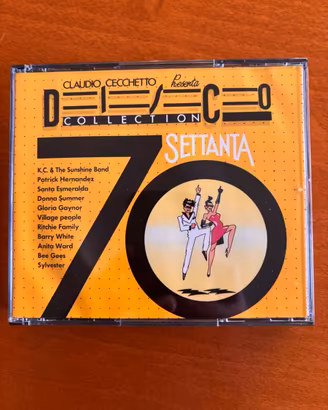 CLAUDIO CECCHETTO Presenta
DISCO
COLLECTION
SETTANTA
70
K.C. & The Sunshine Band
Patrick Hernandez
Santa Esmeralda
Donna Summer
Gloria Gaynor
Village people
Ritchie Family
Barry White
Anita Ward
Bee Gees
Sylvester